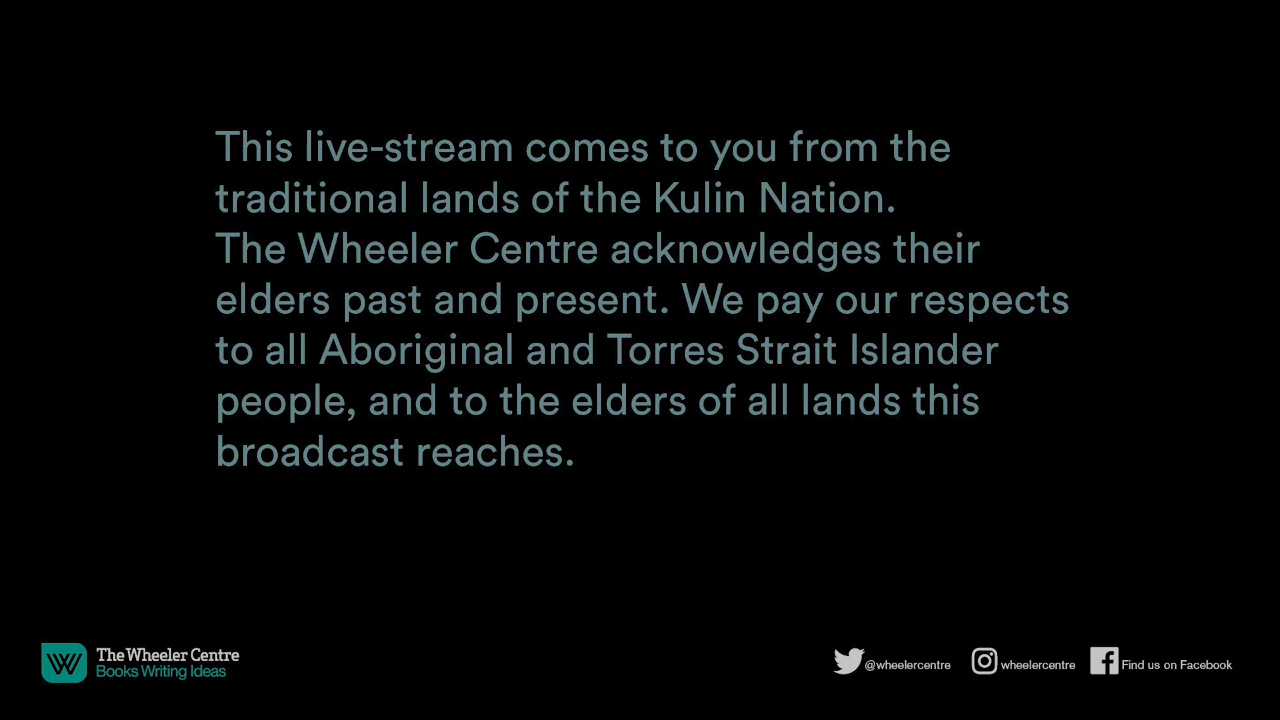 This live-stream comes to you from the
traditional lands of the Kulin Nation.
The Wheeler Centre acknowledges their
elders past and present. We pay our respects
to all Aboriginal and Torres Strait Islander
people, and to the elders of all lands this
broadcast reaches.
The Wheeler Centre
Books Writing Ideas
@wheelercentre
wheelercentre
Find us on Facebook